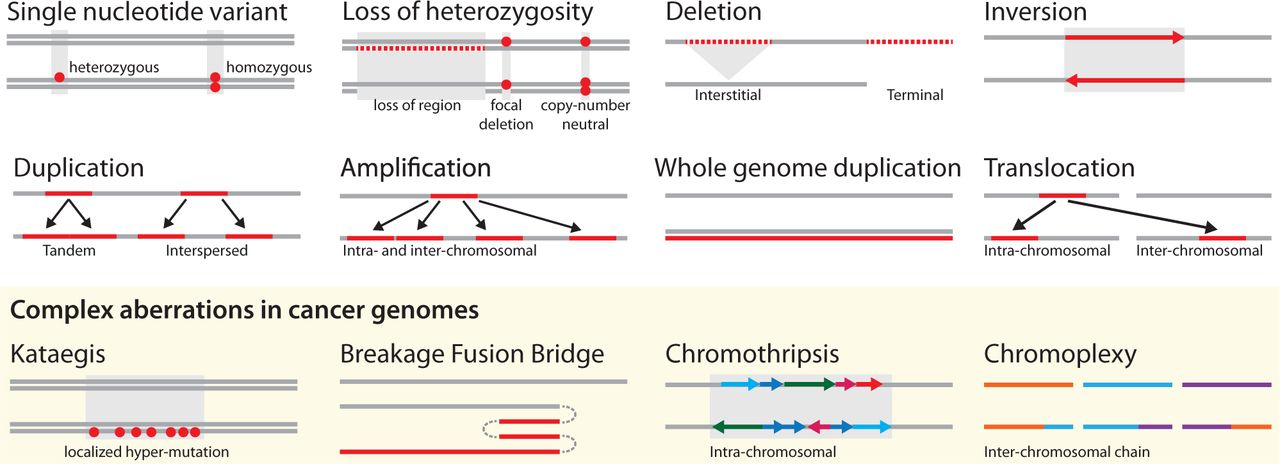 Single nucleotide variant
heterozygous
homozygous
Loss of heterozygosity
loss of region
focal
deletion
copy-number
neutral
Deletion
Interstitial
Terminal
Inversion
Duplication
Tandem
Interspersed
Amplification
Intra- and inter-chromosomal
Whole genome duplication
Translocation
Intra-chromosomal
Inter-chromosomal
Complex aberrations in cancer genomes
Kataegis
localized hyper-mutation
Breakage Fusion Bridge
Chromothripsis
Intra-chromosomal
Chromoplexy
Inter-chromosomal chain